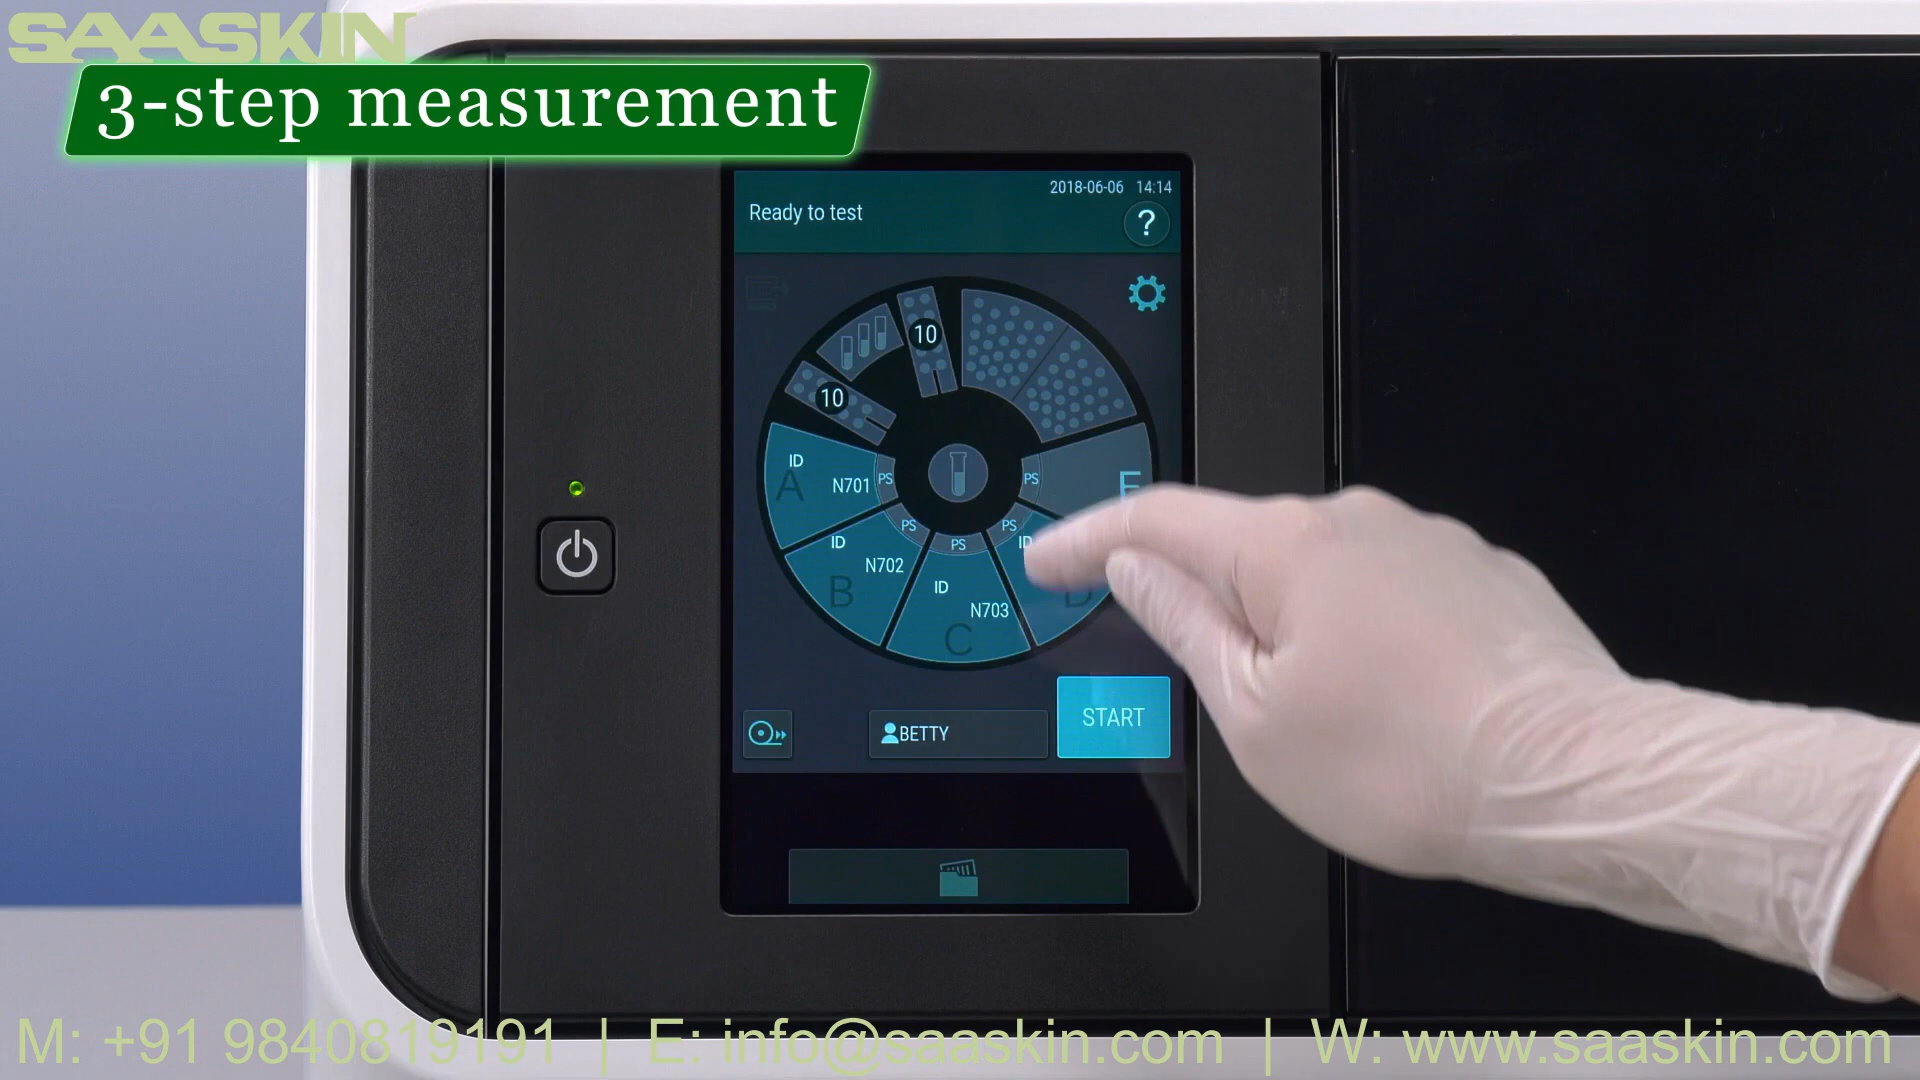 SAASKIN
3-step measurement
2018-06-06 14:14
Ready to test
?
10
10
ID
A
N701
PS
PS
E
ID
B
N702
PS
PS
ID
D
PS
ID
N703
C
START
BETTY
M: +91 9840819191 | E: info@saaskin.com | W: www.saaskin.com